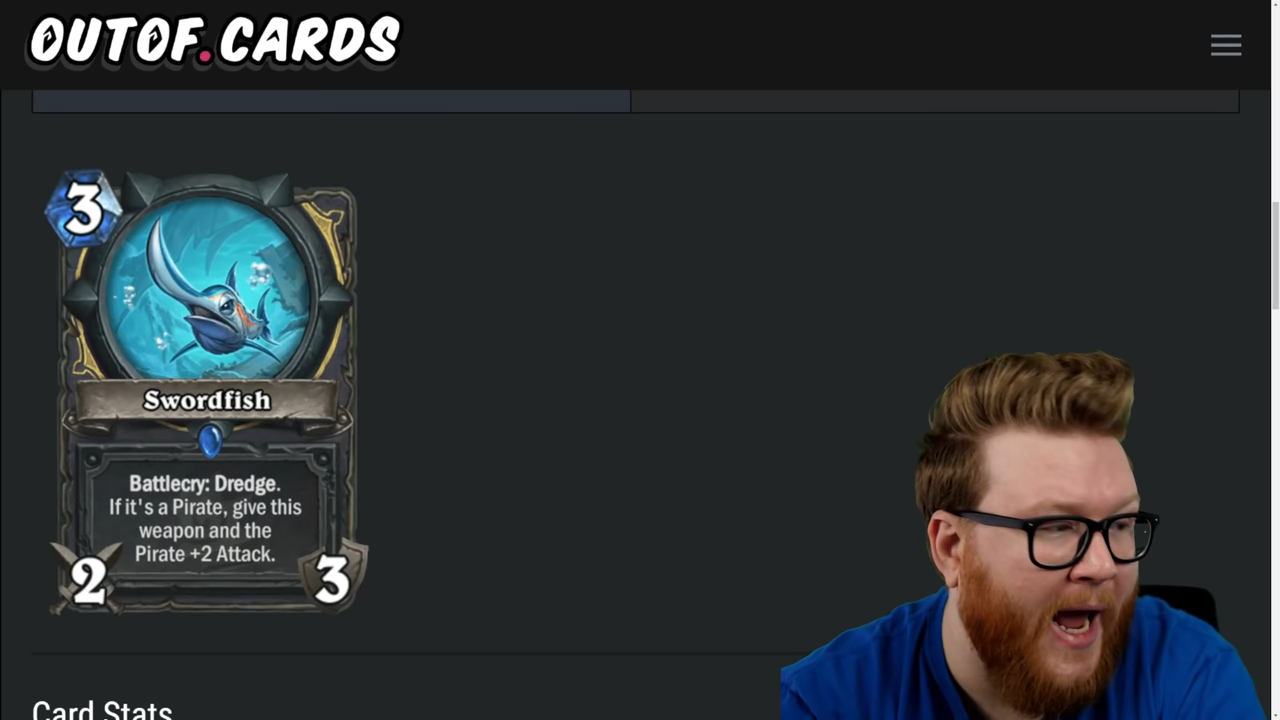 OUTOF.CARDS
3
Swordfish
Battlecry: Dredge.
If it's a Pirate, give this
weapon and the
Pirate +2 Attack.
2
3
Card Stats